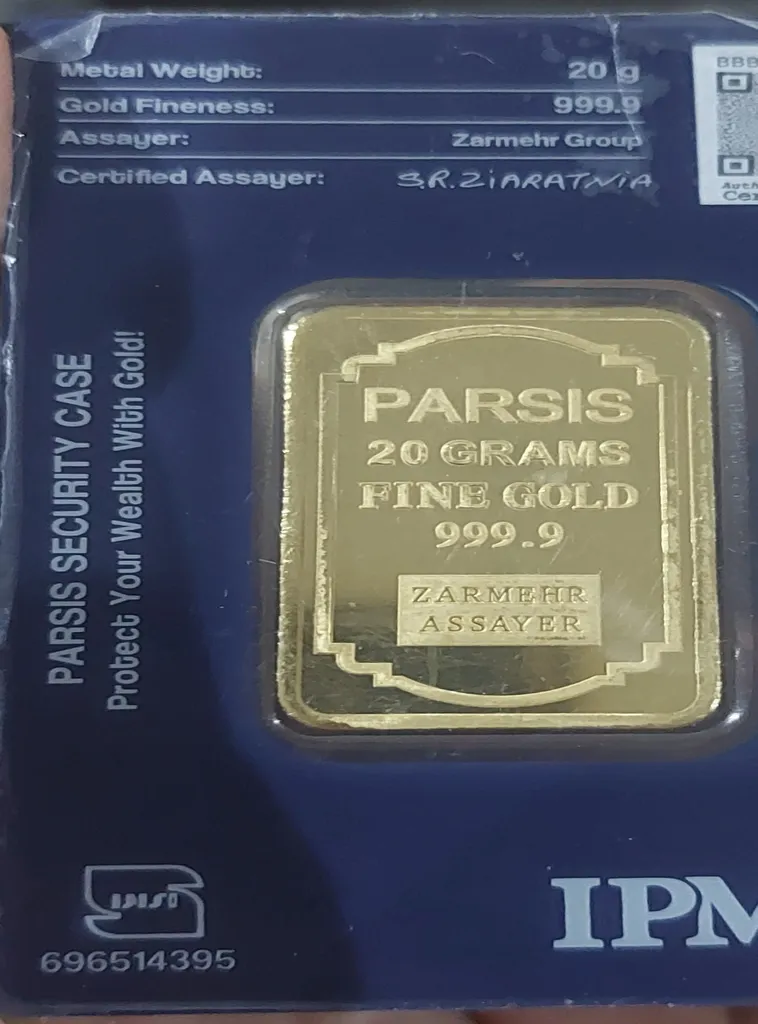 Metal Weight: 20 g
Gold Fineness: 999.9
Assayer: Zarmehr Group
Certified Assayer: S.R.ZIARATNIA
BBB
PARSIS SECURITY CASE
Protect Your Wealth With Gold!
PARSIS
20 GRAMS
FINE GOLD
999.9
ZARMEHR
ASSAYER
696514395
IPM